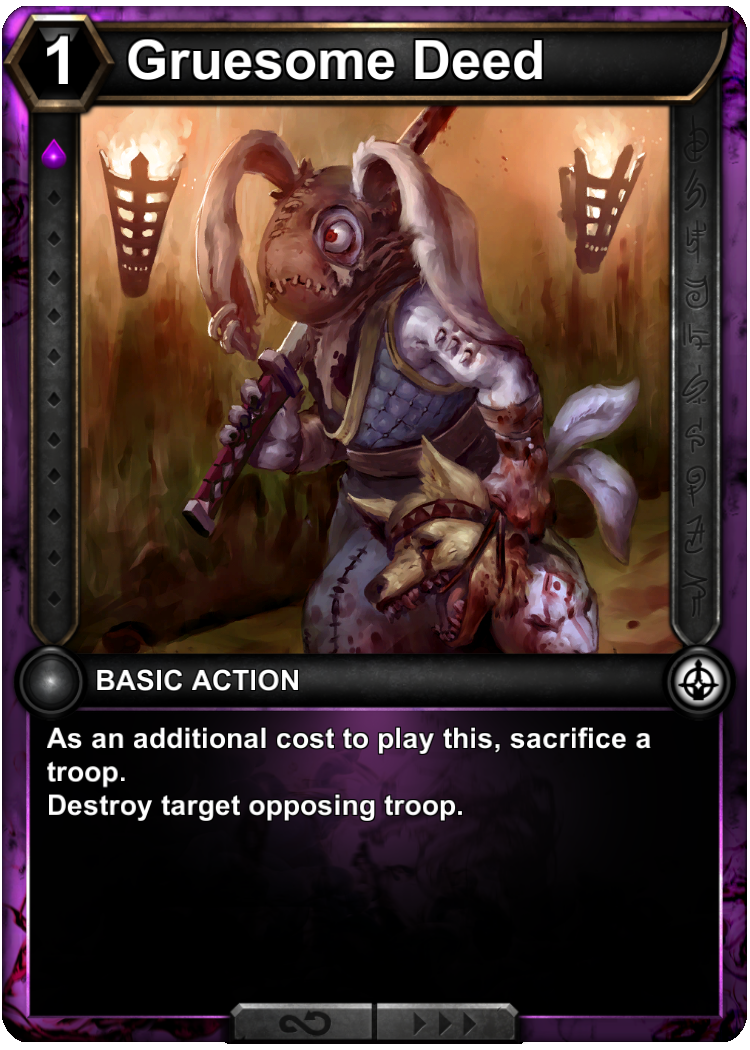 1
Gruesome Deed
BASIC ACTION
As an additional cost to play this, sacrifice a
troop.
Destroy target opposing troop.